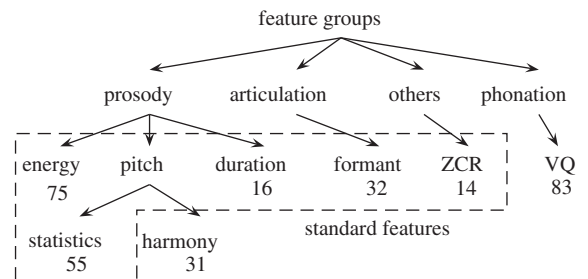 feature groups
prosody articulation others phonation
energy pitch duration formant ZCR VQ
75 16 32 14 83
standard features
statistics harmony
55 31